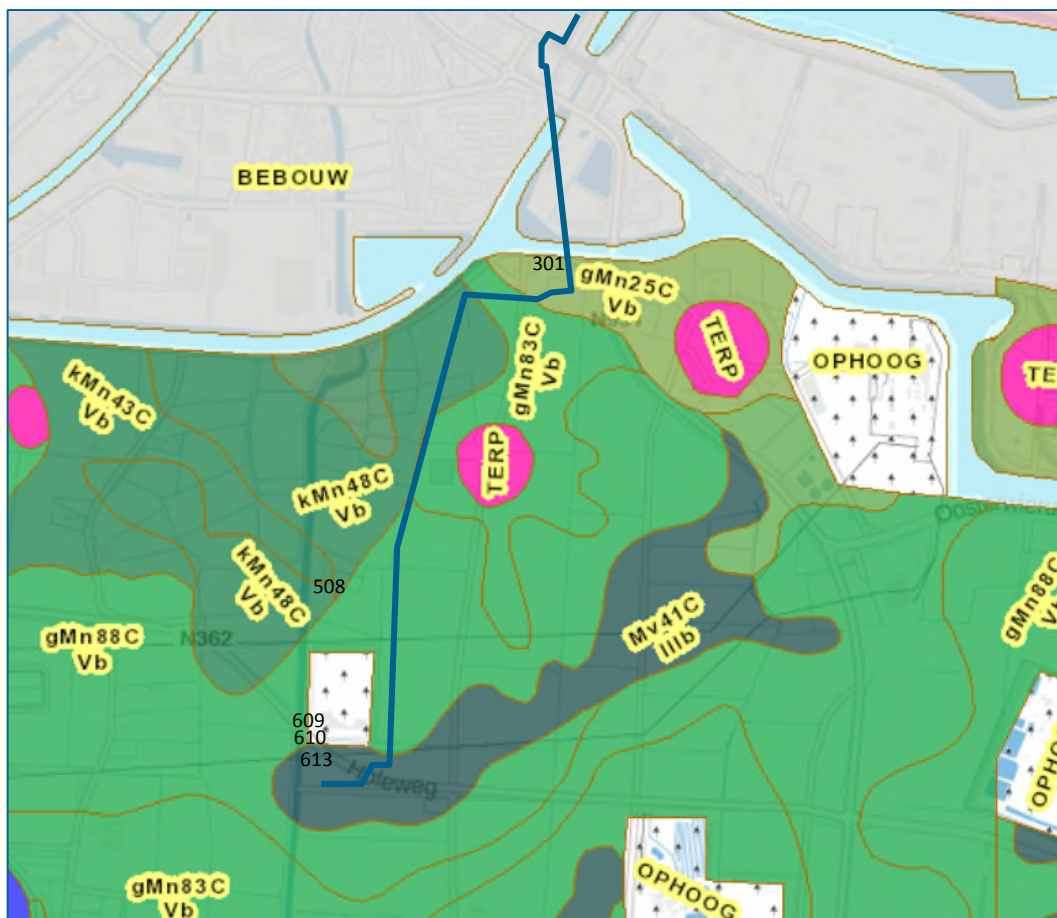 BEBOUW
301
gMn25C
Vb
TERP
OPHOOG
TE
kMn43C
Vb
gMn83C
Vb
TERP
kMn48C
Vb
kMn48C
Vb
508
gMn88C
Vb
N362
Mv41C
IIIb
gMn88C
V
609
610
613
Holeweg
OPHO
OPHOOG
gMn83C
Vb